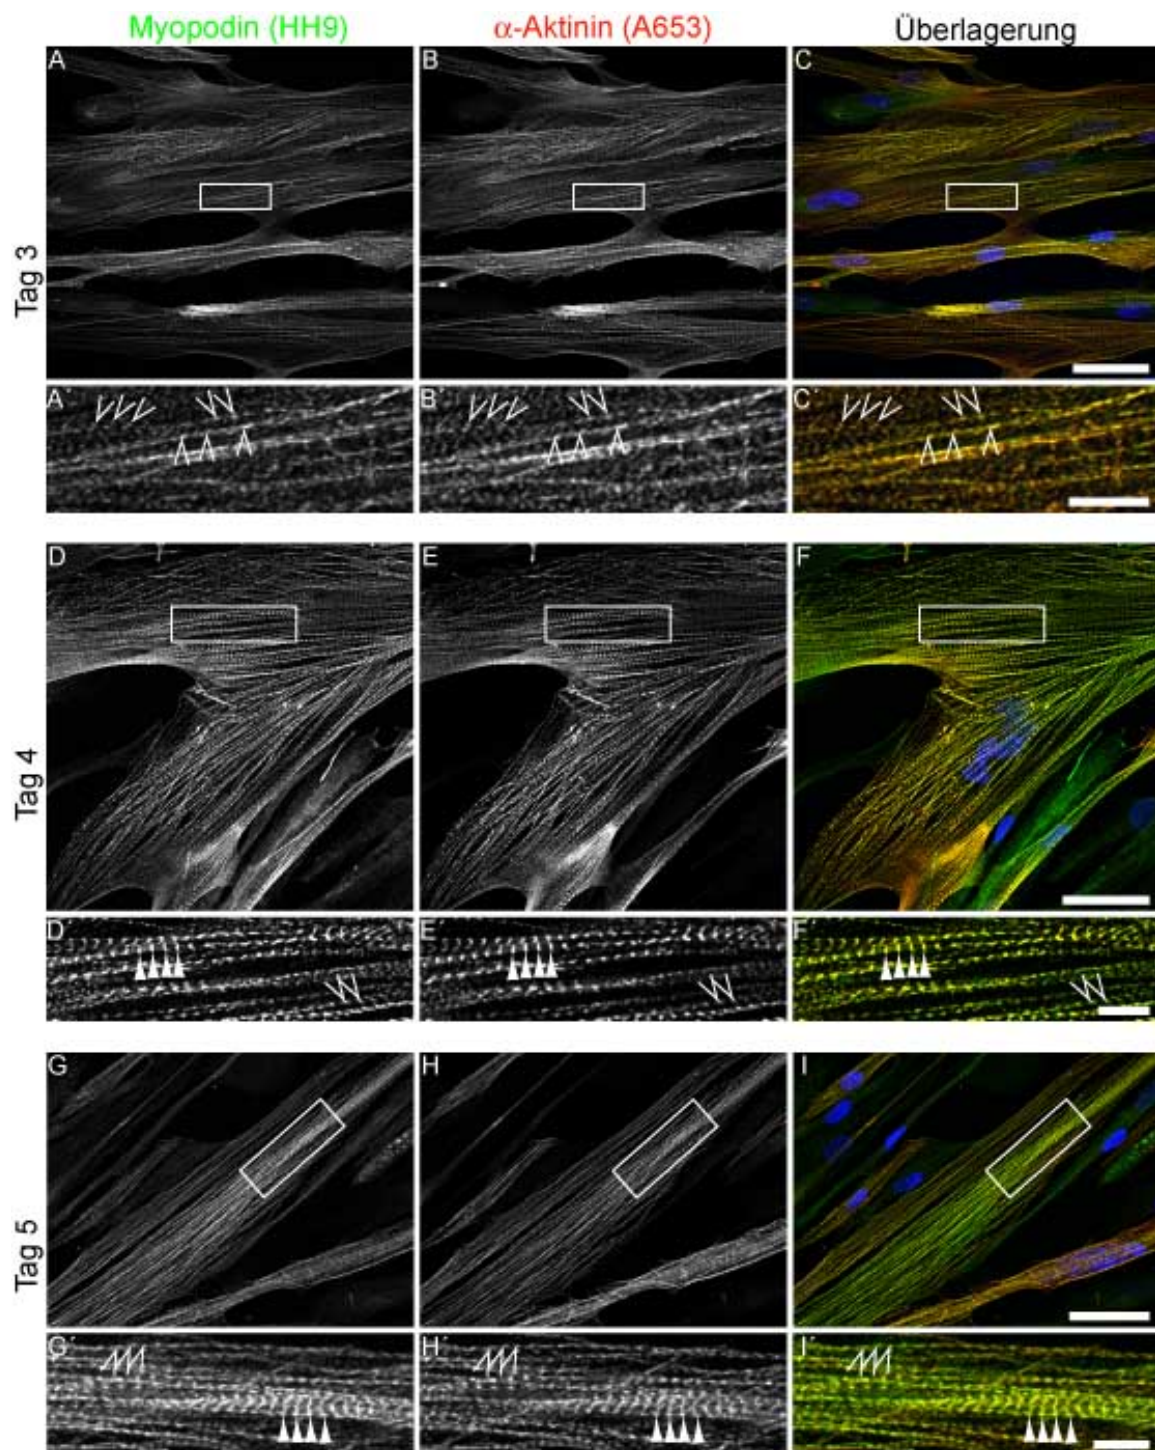 Myopodin (HH9) α-Aktinin (A653) Überlagerung
A B C
Tag 3
A´ B´ C´
D E F
Tag 4
D´ E´ F´
G H I
Tag 5
G´ H´ I´